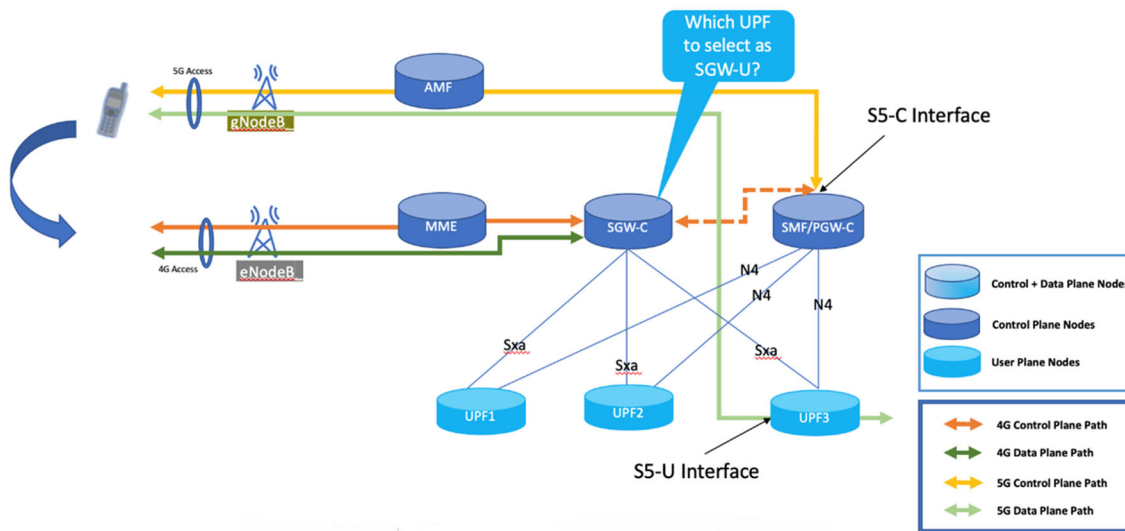 Which UPF
to select as
SGW-U?
5G Access
AMF
gNodeB
S5-C Interface
MME
SGW-C
SMF/PGW-C
4G Access
eNodeB
N4
N4
N4
Sxa
Sxa
Sxa
UPF1
UPF2
UPF3
S5-U Interface
Control + Data Plane Nodes
Control Plane Nodes
User Plane Nodes
4G Control Plane Path
4G Data Plane Path
5G Control Plane Path
5G Data Plane Path